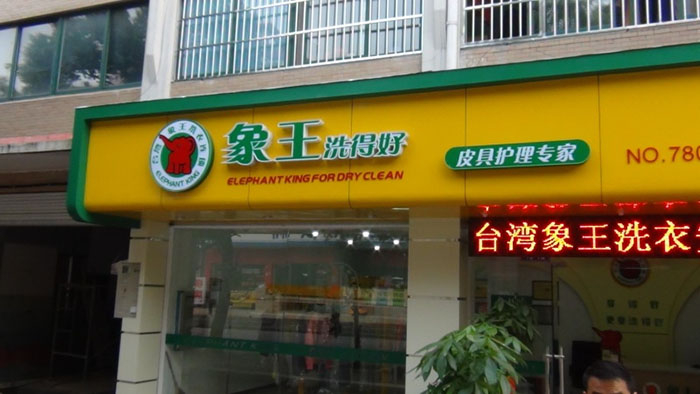 象王洗得好
ELEPHANT KING FOR DRY CLEAN
皮具护理专家
NO.780
ELEPHANT KING
台湾象王洗衣